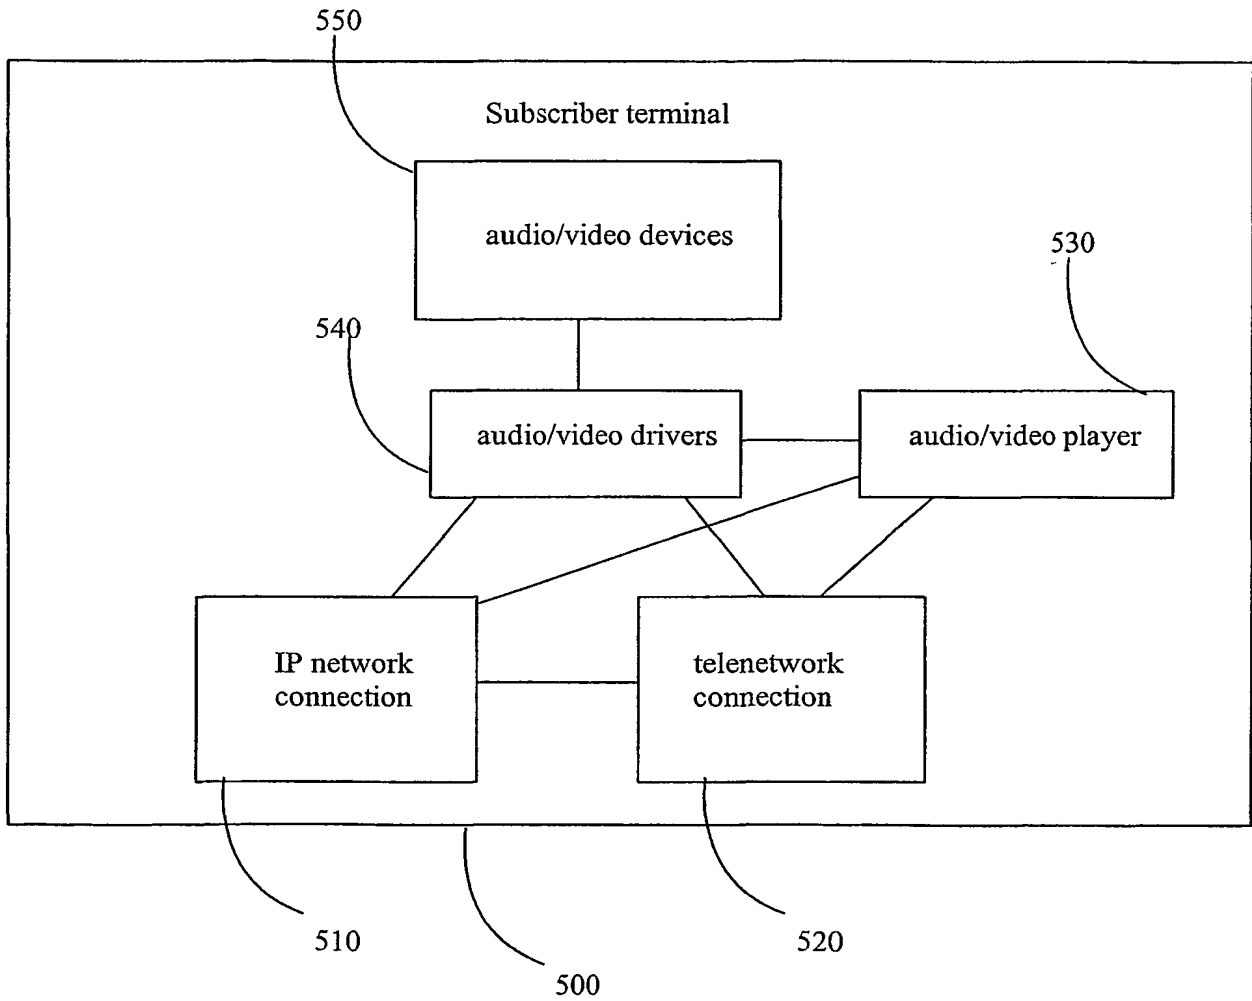 550
Subscriber terminal
audio/video devices
530
540
audio/video drivers
audio/video player
IP network
connection
telenetwork
connection
510
520
500